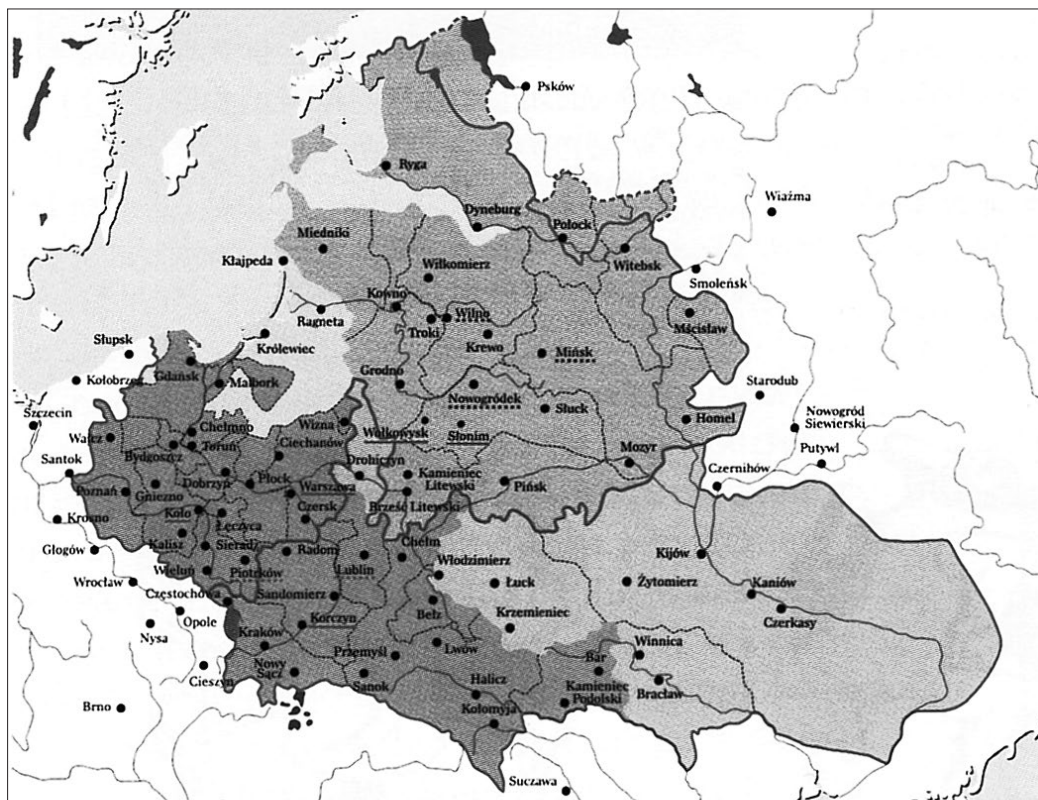 Psków
Ryga
Wiaźma
Dyneburg
Połock
Miedniki
Witebsk
Kłajpeda
Wiłkomierz
Smoleńsk
Kowno
Ragneta
Troki
Wilno
Mścisław
Słupsk
Królewiec
Krewo
Mińsk
Gdańsk
Malbork
Grodno
Kołobrzeg
Starodub
Nowogródek
Słuck
Szczecin
Chełmno
Wizna
Homel
Nowogród
Siewierski
Wałcz
Toruń
Ciechanów
Wołkowysk
Słonim
Bydgoszcz
Drohiczyn
Mozyr
Putywl
Santok
Dobrzyń
Płock
Warszawa
Kamieniec
Litewski
Pińsk
Czernihów
Poznań
Gniezno
Brześć Litewski
Koło
Łęczyca
Czersk
Krosno
Kalisz
Sieradz
Radom
Chełm
Kijów
Głogów
Wieluń
Piotrków
Lublin
Włodzimierz
Łuck
Żytomierz
Kaniów
Wrocław
Częstochowa
Sandomierz
Bełz
Krzemieniec
Czerkasy
Opole
Korczyn
Nysa
Kraków
Przemyśl
Lwów
Winnica
Cieszyn
Nowy
Sącz
Sanok
Halicz
Bar
Kamieniec
Podolski
Bracław
Brno
Kołomyja
Suczawa